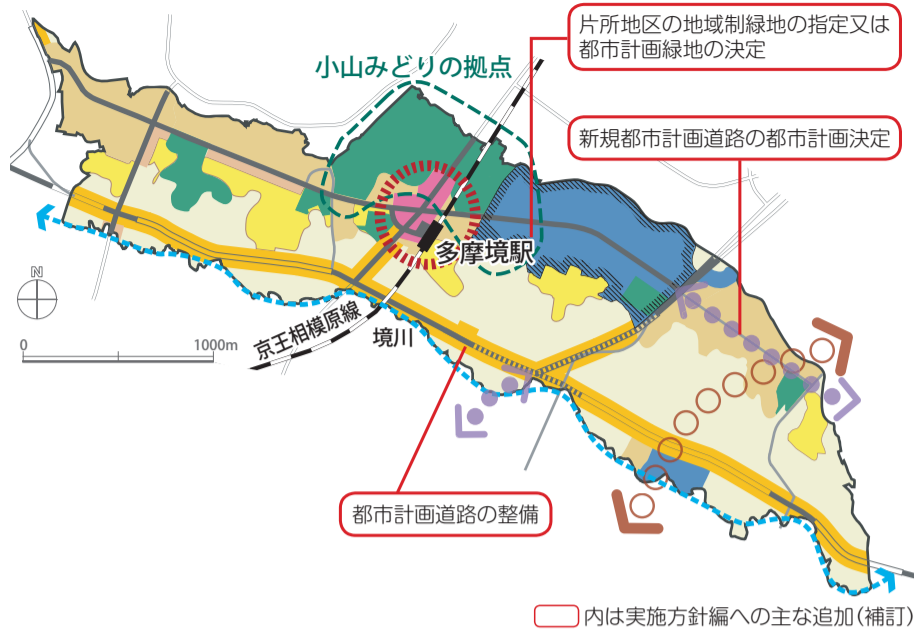 片所地区の地域制緑地の指定又は
都市計画緑地の決定
小山みどりの拠点
新規都市計画道路の都市計画決定
多摩境駅
N
京王相模原線
境川
0 1000m
都市計画道路の整備
内は実施方針編への主な追加(補訂)